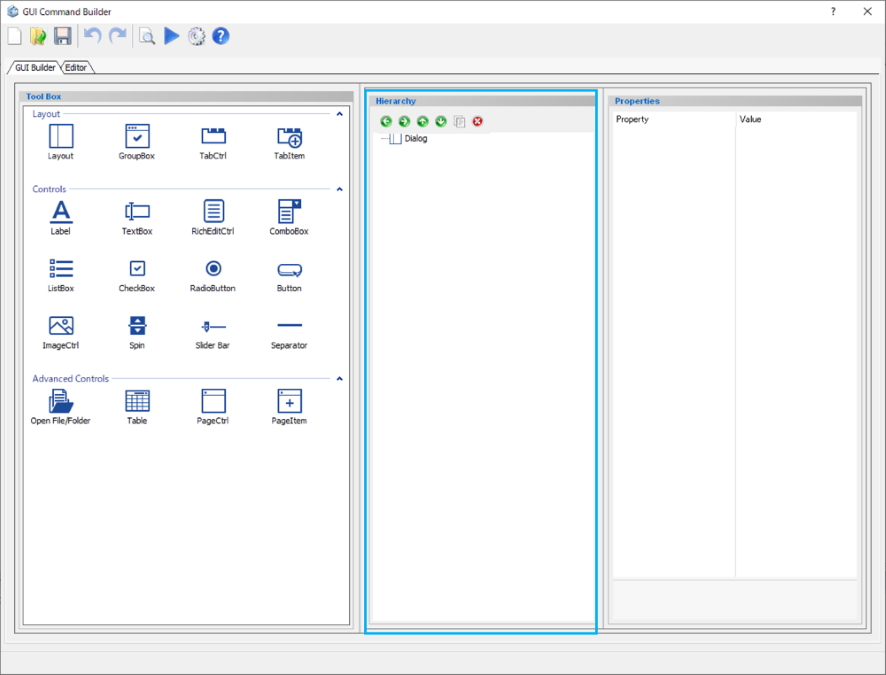 GUI Command Builder
?
GUI Builder Editor
Tool Box
Layout
Layout GroupBox TabCtrl TabItem
Controls
Label TextBox RichEditCtrl ComboBox
ListBox CheckBox RadioButton Button
ImageCtrl Spin Slider Bar Separator
Advanced Controls
Open File/Folder Table PageCtrl PageItem
Hierarchy
Dialog
Properties
Property Value